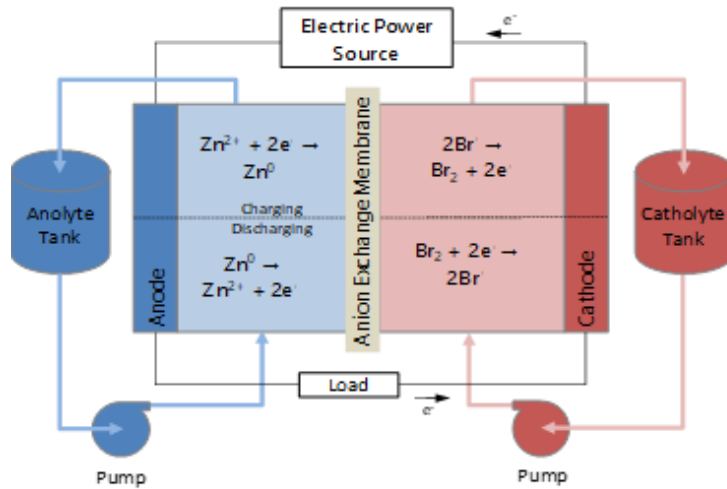 Electric Power
Source
e⁻
Zn²⁺ + 2e⁻ →
Zn⁰
2Br⁻ →
Br₂ + 2e⁻
Anolyte
Tank
Charging
Discharging
Catholyte
Tank
Zn⁰ →
Zn²⁺ + 2e⁻
Br₂ + 2e⁻ →
2Br⁻
Anode
Anion Exchange Membrane
Cathode
Load
e⁻
Pump
Pump